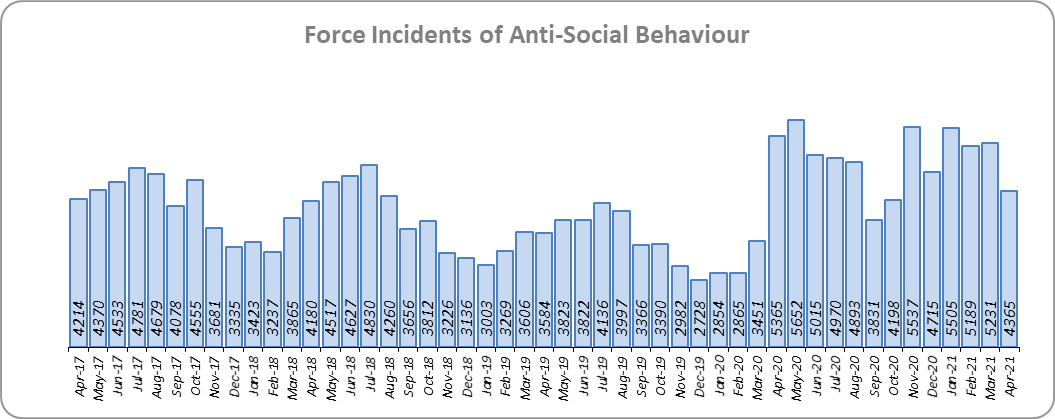 Force Incidents of Anti-Social Behaviour
4214 4370 4533 4781 4679 4078 4555 3681 3335 3423 3237 3865 4180 4517 4627 4830 4260 3656 3812 3226 3136 3003 3269 3606 3584 3823 3822 4136 3997 3366 3390 2982 2728 2854 2865 3451 5365 5652 5015 4970 4893 3831 4198 5537 4715 5505 5189 5231 4365
Apr-17 May-17 Jun-17 Jul-17 Aug-17 Sep-17 Oct-17 Nov-17 Dec-17 Jan-18 Feb-18 Mar-18 Apr-18 May-18 Jun-18 Jul-18 Aug-18 Sep-18 Oct-18 Nov-18 Dec-18 Jan-19 Feb-19 Mar-19 Apr-19 May-19 Jun-19 Jul-19 Aug-19 Sep-19 Oct-19 Nov-19 Dec-19 Jan-20 Feb-20 Mar-20 Apr-20 May-20 Jun-20 Jul-20 Aug-20 Sep-20 Oct-20 Nov-20 Dec-20 Jan-21 Feb-21 Mar-21 Apr-21